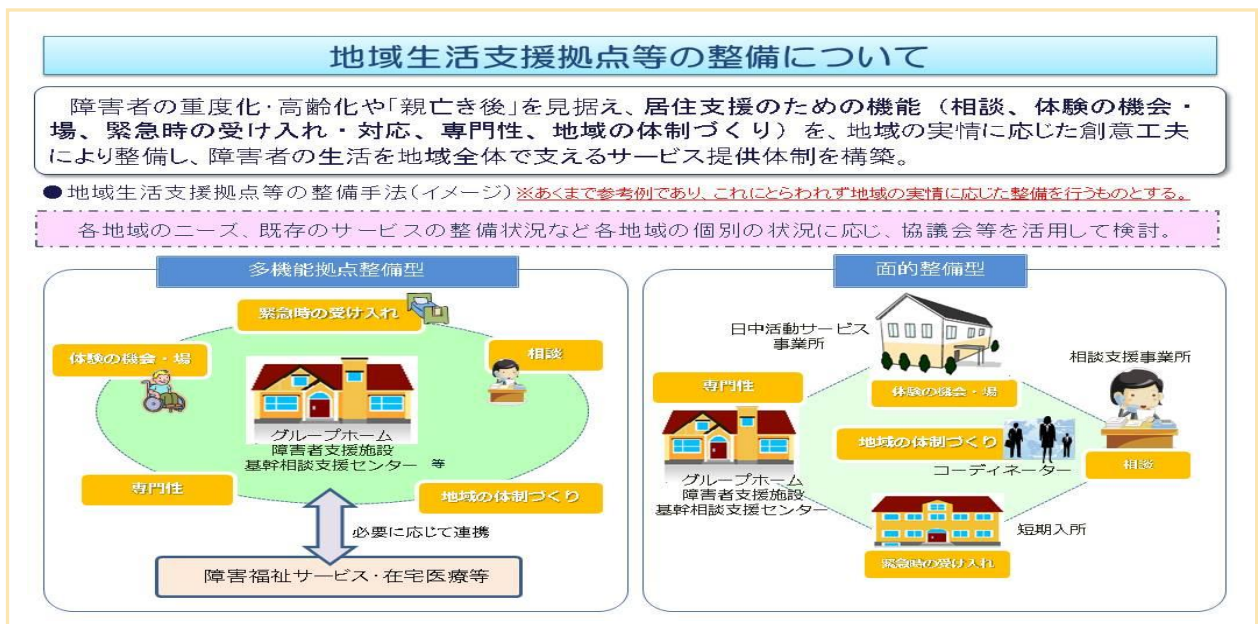 地域生活支援拠点等の整備について
障害者の重度化・高齢化や「親亡き後」を見据え、居住支援のための機能（相談、体験の機会・
場、緊急時の受け入れ・対応、専門性、地域の体制づくり）を、地域の実情に応じた創意工夫
により整備し、障害者の生活を地域全体で支えるサービス提供体制を構築。
●地域生活支援拠点等の整備手法（イメージ）※あくまで参考例であり、これにとらわれず地域の実情に応じた整備を行うものとする。
各地域のニーズ、既存のサービスの整備状況など各地域の個別の状況に応じ、協議会等を活用して検討。
多機能拠点整備型
緊急時の受け入れ
体験の機会・場
相談
グループホーム
障害者支援施設
基幹相談支援センター 等
専門性
地域の体制づくり
必要に応じて連携
障害福祉サービス・在宅医療等
面的整備型
日中活動サービス
事業所
相談支援事業所
専門性
体験の機会・場
地域の体制づくり
コーディネーター
相談
グループホーム
障害者支援施設
基幹相談支援センター
短期入所
緊急時の受け入れ